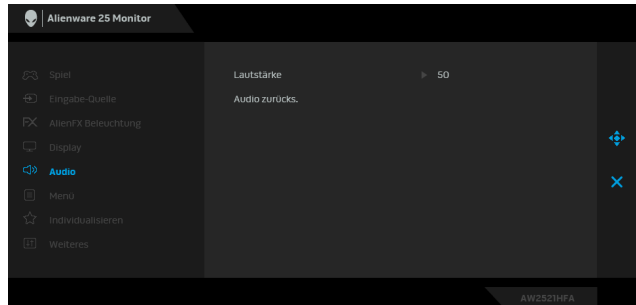 Alienware 25 Monitor
Spiel
Eingabe-Quelle
AlienFX Beleuchtung
Display
Audio
Menü
Individualisieren
Weiteres
Lautstärke 50
Audio zurücks.
AW2521HFA